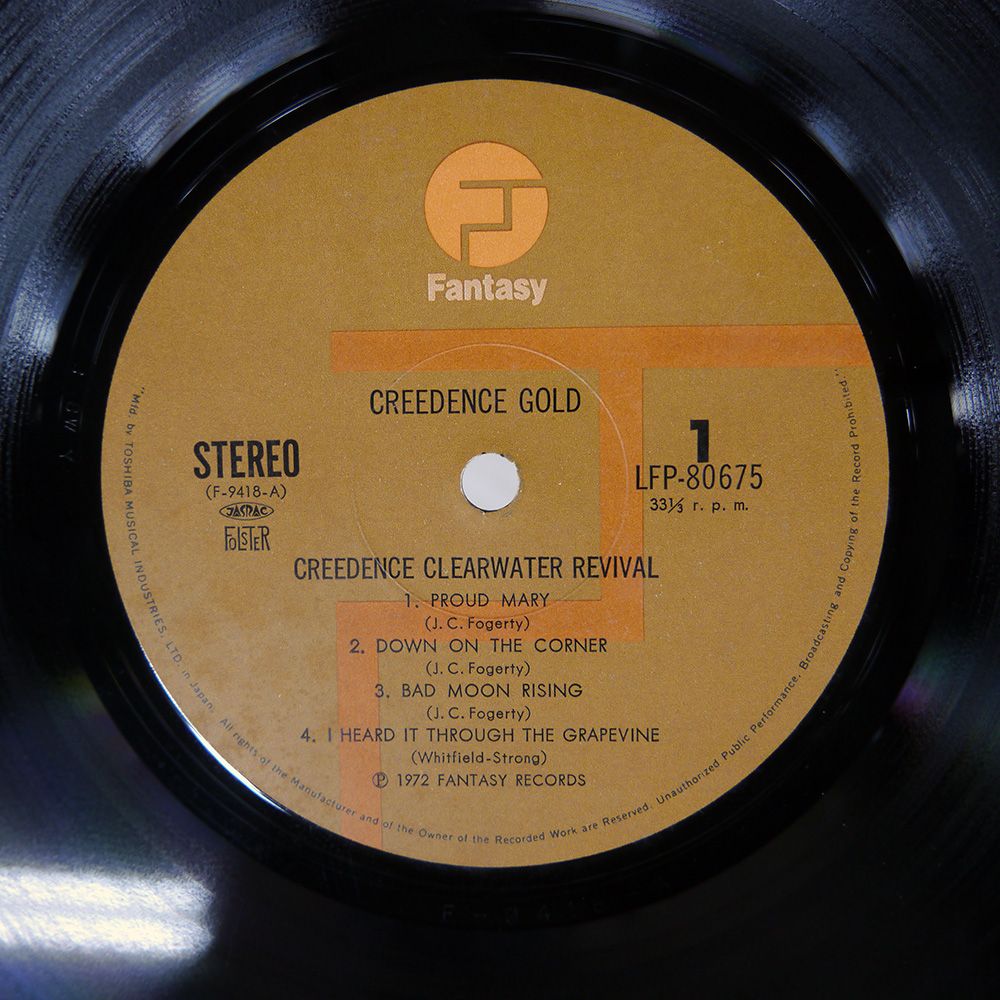 Fantasy
CREEDENCE GOLD
STEREO
(F-9418-A)
JASRAC
FOLSTER
1
LFP-80675
33⅓ r. p. m.
CREEDENCE CLEARWATER REVIVAL
1. PROUD MARY
(J. C. Fogerty)
2. DOWN ON THE CORNER
(J. C. Fogerty)
3. BAD MOON RISING
(J. C. Fogerty)
4. I HEARD IT THROUGH THE GRAPEVINE
(Whitfield-Strong)
Ⓟ 1972 FANTASY RECORDS
"Mfd. by TOSHIBA MUSICAL INDUSTRIES, LTD. in Japan. All rights of the Manufacturer and of the Owner of the Recorded Work are Reserved. Unauthorized Public Performance, Broadcasting and Copying of the Record Prohibited."